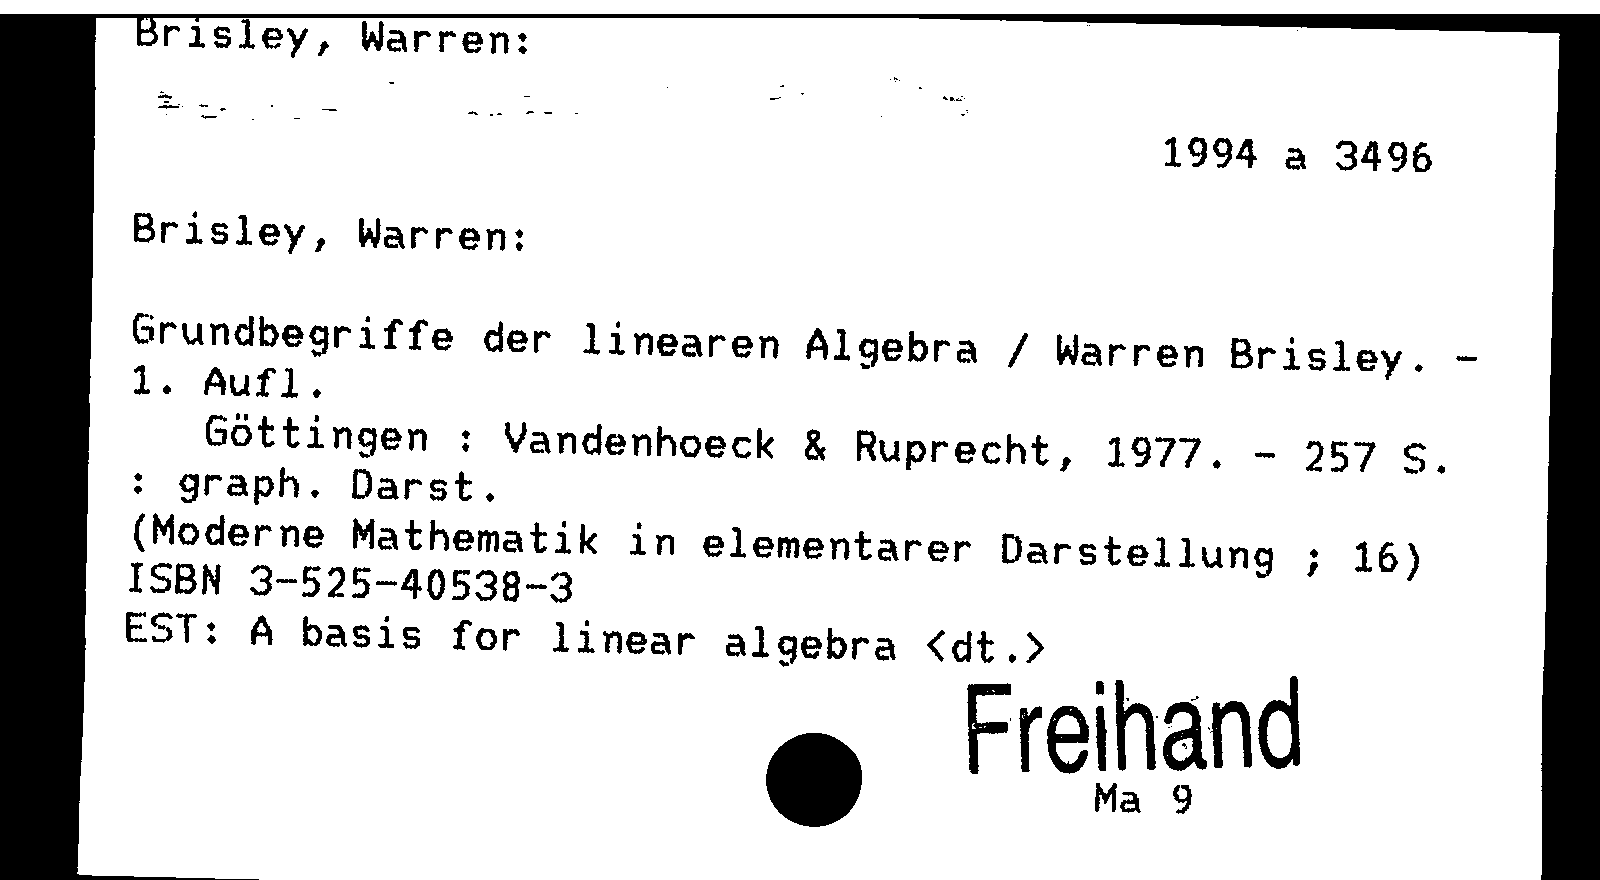 Brisley, Warren:
1994 a 3496
Brisley, Warren:
Grundbegriffe der linearen Algebra / Warren Brisley. -
1. Aufl.
Göttingen : Vandenhoeck & Ruprecht, 1977. - 257 S.
: graph. Darst.
(Moderne Mathematik in elementarer Darstellung ; 16)
ISBN 3-525-40538-3
EST: A basis for linear algebra <dt.>
Freihand
Ma 9